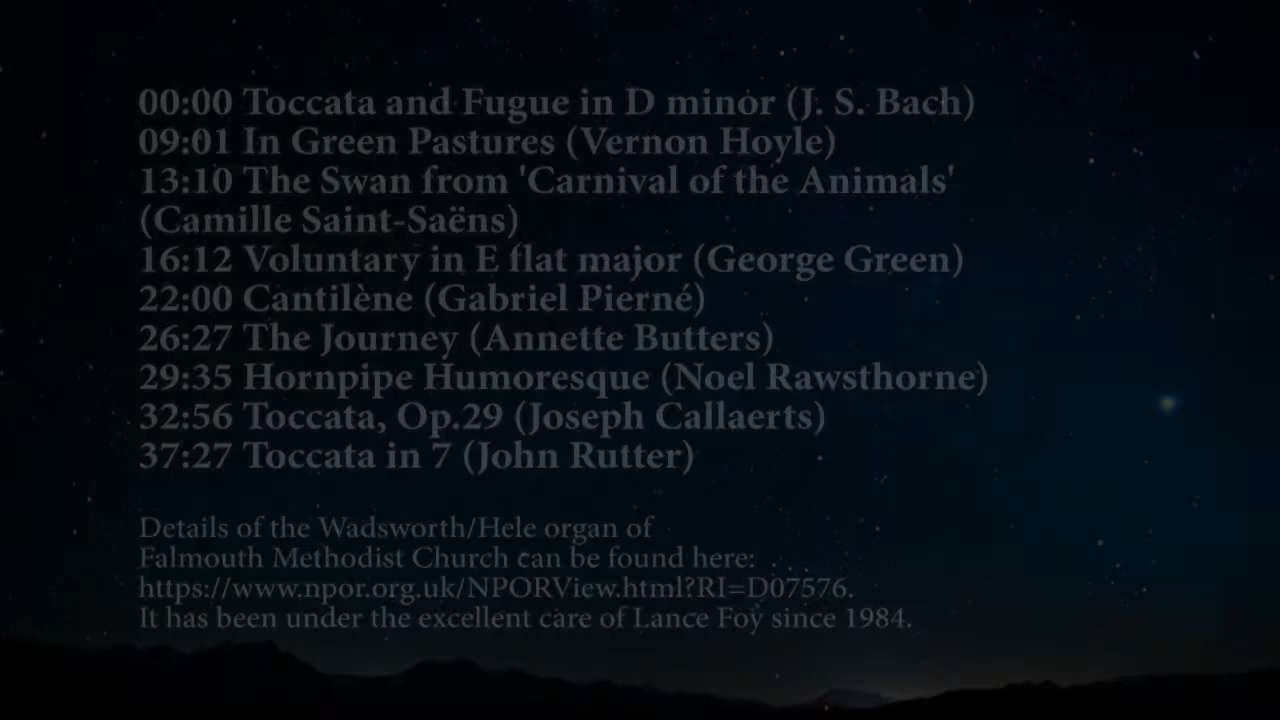 00:00 Toccata and Fugue in D minor (J. S. Bach)
09:01 In Green Pastures (Vernon Hoyle)
13:10 The Swan from 'Carnival of the Animals'
(Camille Saint-Saëns)
16:12 Voluntary in E flat major (George Green)
22:00 Cantilène (Gabriel Pierné)
26:27 The Journey (Annette Butters)
29:35 Hornpipe Humoresque (Noel Rawsthorne)
32:56 Toccata, Op.29 (Joseph Callaerts)
37:27 Toccata in 7 (John Rutter)
Details of the Wadsworth/Hele organ of
Falmouth Methodist Church can be found here:
https://www.npor.org.uk/NPORView.html?RI=D07576.
It has been under the excellent care of Lance Foy since 1984.